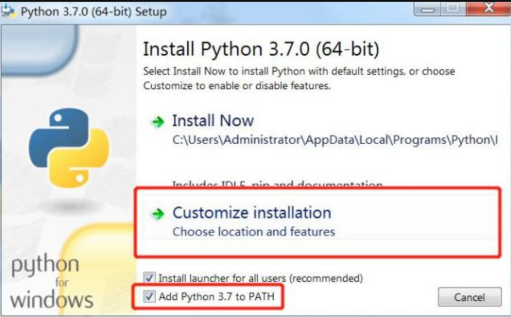 Python 3.7.0 (64-bit) Setup
Install Python 3.7.0 (64-bit)
Select Install Now to install Python with default settings, or choose
Customize to enable or disable features.
Install Now
C:\Users\Administrator\AppData\Local\Programs\Python\
Includes IDLE, pip and documentation
Customize installation
Choose location and features
Install launcher for all users (recommended)
Add Python 3.7 to PATH
Cancel
python
for
windows